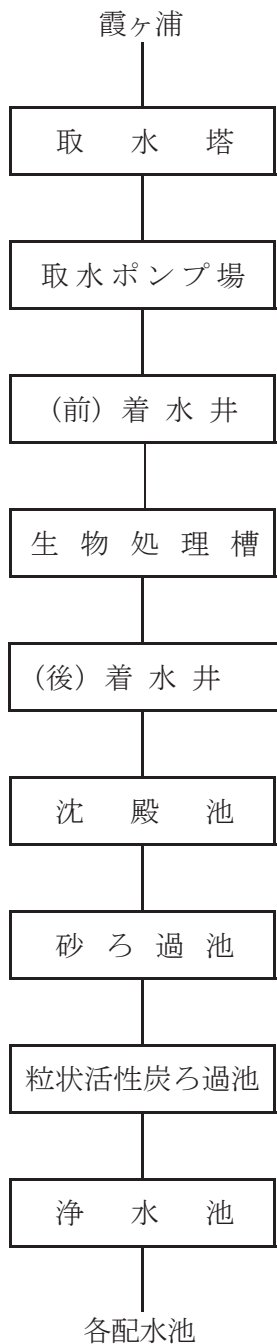 霞ヶ浦
取水塔
取水ポンプ場
(前)着水井
生物処理槽
(後)着水井
沈殿池
砂ろ過池
粒状活性炭ろ過池
浄水池
各配水池